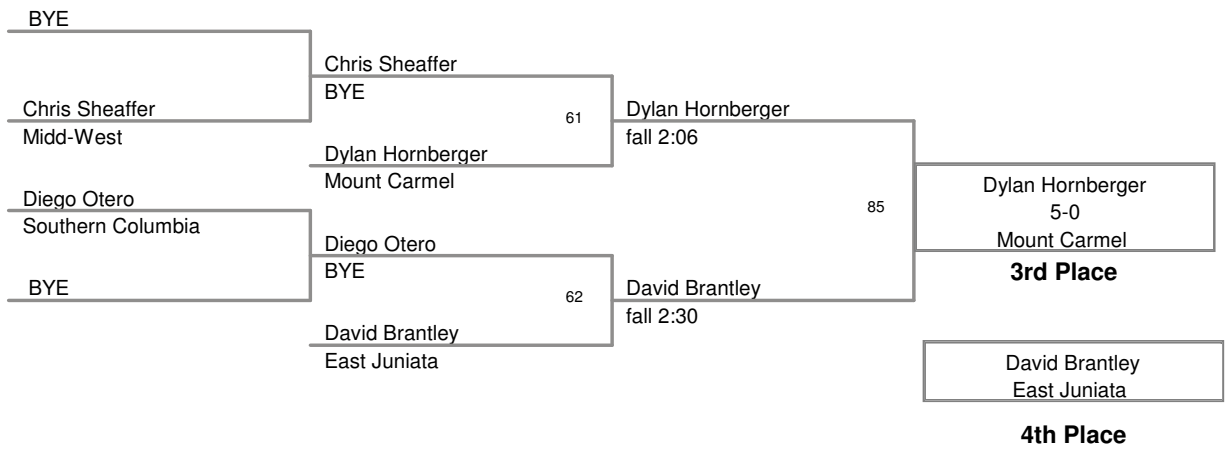 BYE
Chris Sheaffer
BYE
Chris Sheaffer
Midd-West
61
Dylan Hornberger
fall 2:06
Dylan Hornberger
Mount Carmel
Dylan Hornberger
5-0
Mount Carmel
3rd Place
Diego Otero
Southern Columbia
85
Diego Otero
BYE
BYE
62
David Brantley
fall 2:30
David Brantley
East Juniata
David Brantley
East Juniata
4th Place